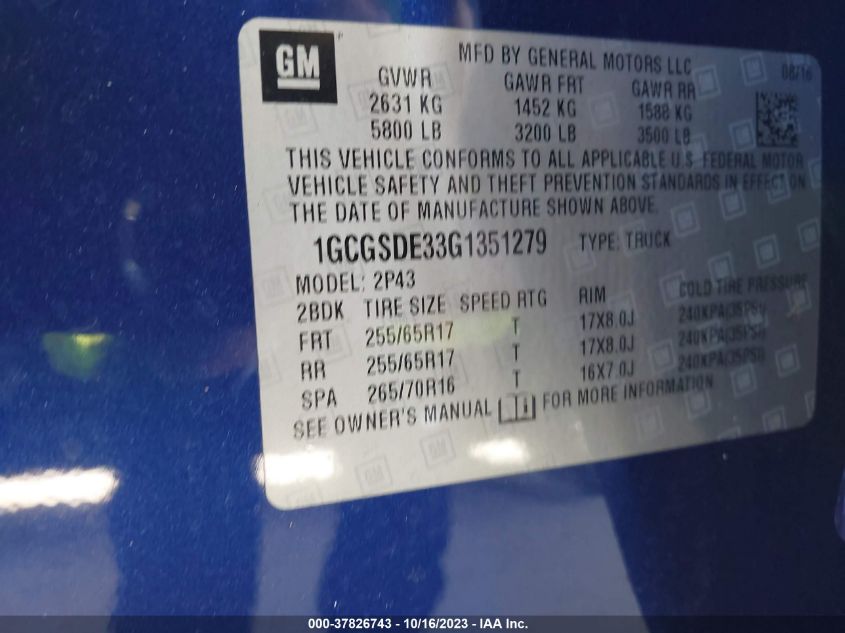 GM
MFD BY GENERAL MOTORS LLC
08/16
GVWR GAWR FRT GAWR RR
2631 KG 1452 KG 1588 KG
5800 LB 3200 LB 3500 LB
THIS VEHICLE CONFORMS TO ALL APPLICABLE U.S. FEDERAL MOTOR
VEHICLE SAFETY AND THEFT PREVENTION STANDARDS IN EFFECT ON
THE DATE OF MANUFACTURE SHOWN ABOVE.
1GCGSDE33G1351279 TYPE: TRUCK
MODEL: 2P43
2BDK TIRE SIZE SPEED RTG RIM COLD TIRE PRESSURE
FRT 255/65R17 T 17X8.0J 240KPA(35PSI)
RR 255/65R17 T 17X8.0J 240KPA(35PSI)
SPA 265/70R16 T 16X7.0J 240KPA(35PSI)
SEE OWNER'S MANUAL FOR MORE INFORMATION
000-37826743 - 10/16/2023 - IAA Inc.